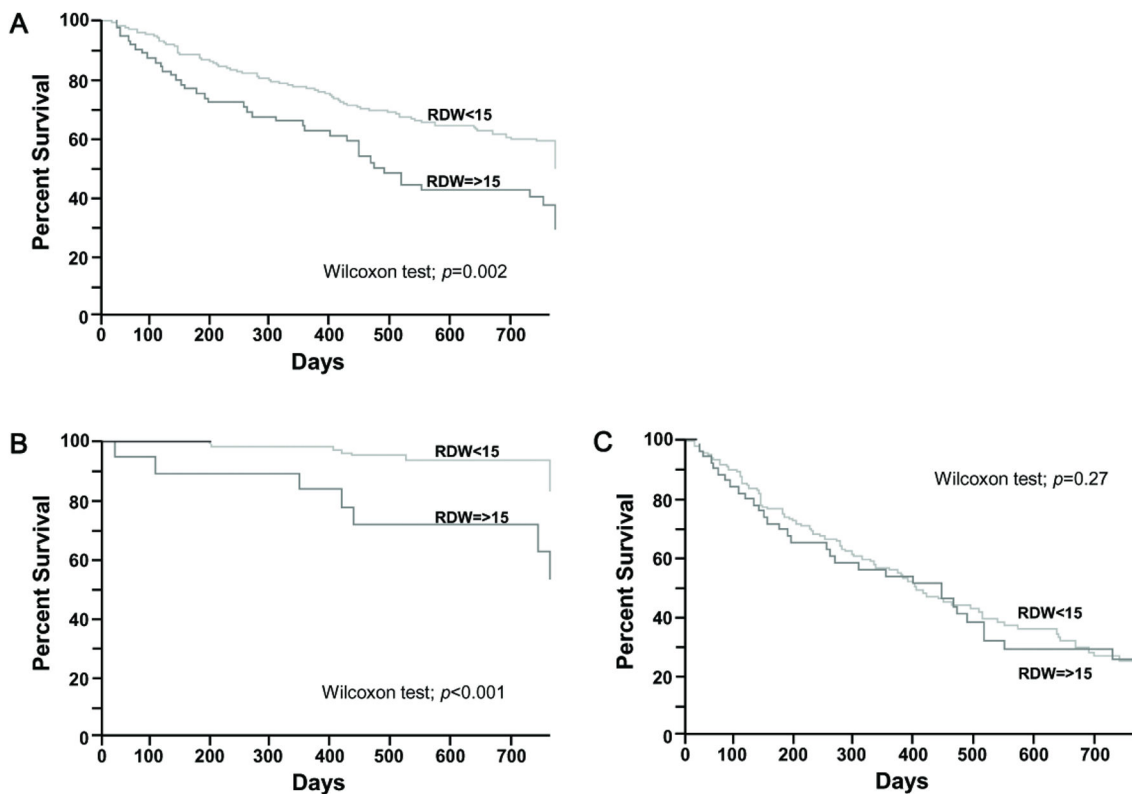 A
Percent Survival
100
80
60
40
20
0
RDW<15
RDW=>15
Wilcoxon test; p=0.002
0 100 200 300 400 500 600 700
Days
B
Percent Survival
100
80
60
40
20
0
RDW<15
RDW=>15
Wilcoxon test; p<0.001
0 100 200 300 400 500 600 700
Days
C
Percent Survival
100
80
60
40
20
0
Wilcoxon test; p=0.27
RDW<15
RDW=>15
0 100 200 300 400 500 600 700
Days